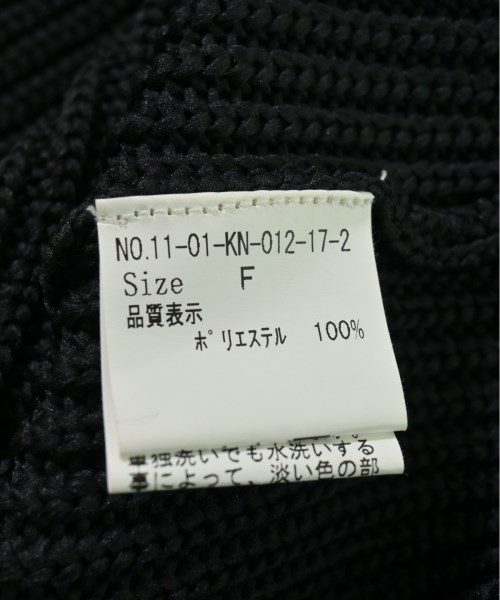 NO.11-01-KN-012-17-2
Size F
品質表示
ﾎﾟﾘｴｽﾃﾙ 100%
単独洗いでも水洗いする
事によって、淡い色の部